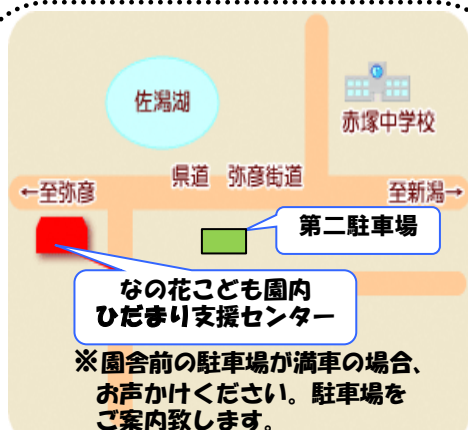 佐潟湖
赤塚中学校
県道 弥彦街道
←至弥彦
至新潟→
第二駐車場
なの花こども園内
ひだまり支援センター
※園舎前の駐車場が満車の場合、
お声かけください。駐車場を
ご案内致します。